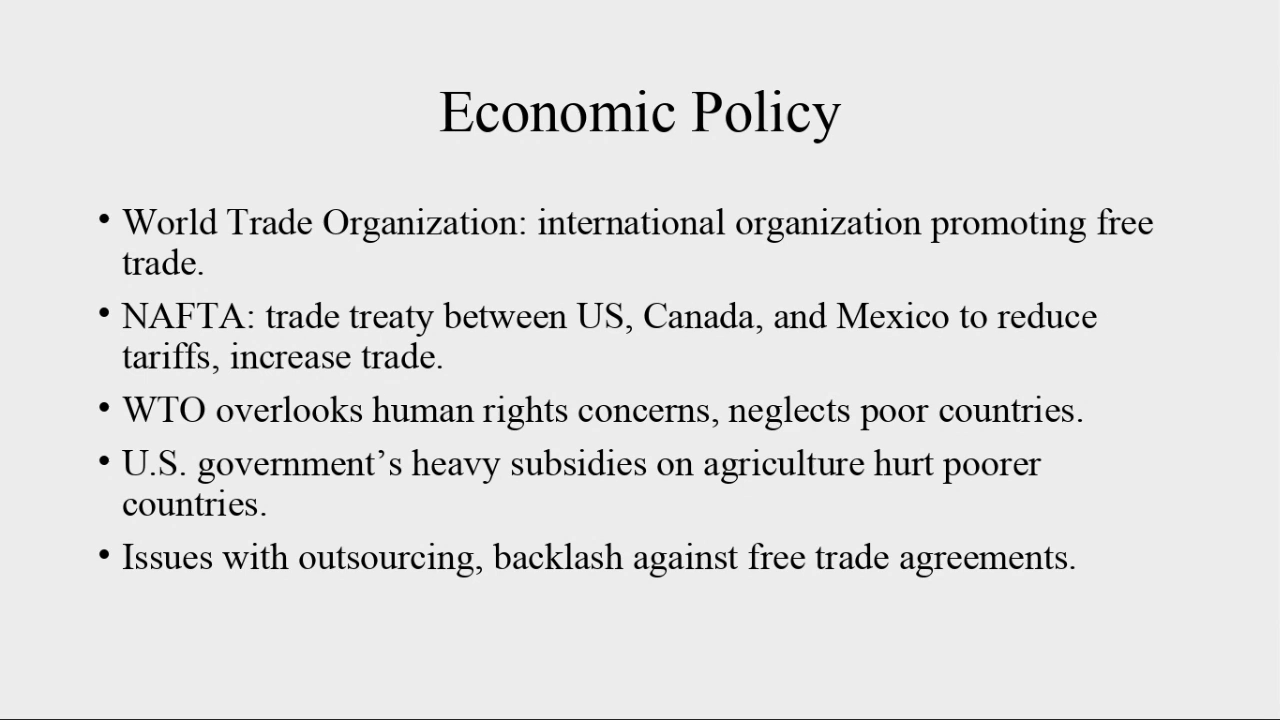 Economic Policy
• World Trade Organization: international organization promoting free
trade.
• NAFTA: trade treaty between US, Canada, and Mexico to reduce
tariffs, increase trade.
• WTO overlooks human rights concerns, neglects poor countries.
• U.S. government’s heavy subsidies on agriculture hurt poorer
countries.
• Issues with outsourcing, backlash against free trade agreements.